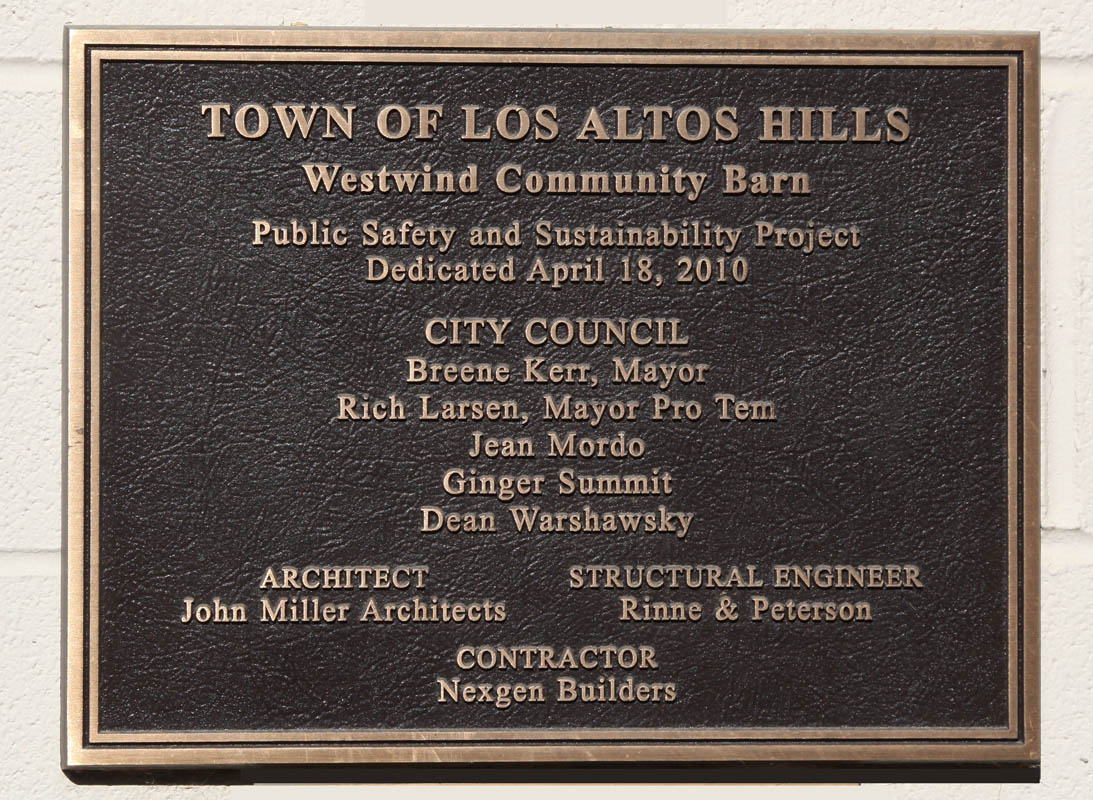 TOWN OF LOS ALTOS HILLS
Westwind Community Barn
Public Safety and Sustainability Project
Dedicated April 18, 2010
CITY COUNCIL
Breene Kerr, Mayor
Rich Larsen, Mayor Pro Tem
Jean Mordo
Ginger Summit
Dean Warshawsky
ARCHITECT
John Miller Architects
STRUCTURAL ENGINEER
Rinne & Peterson
CONTRACTOR
Nexgen Builders